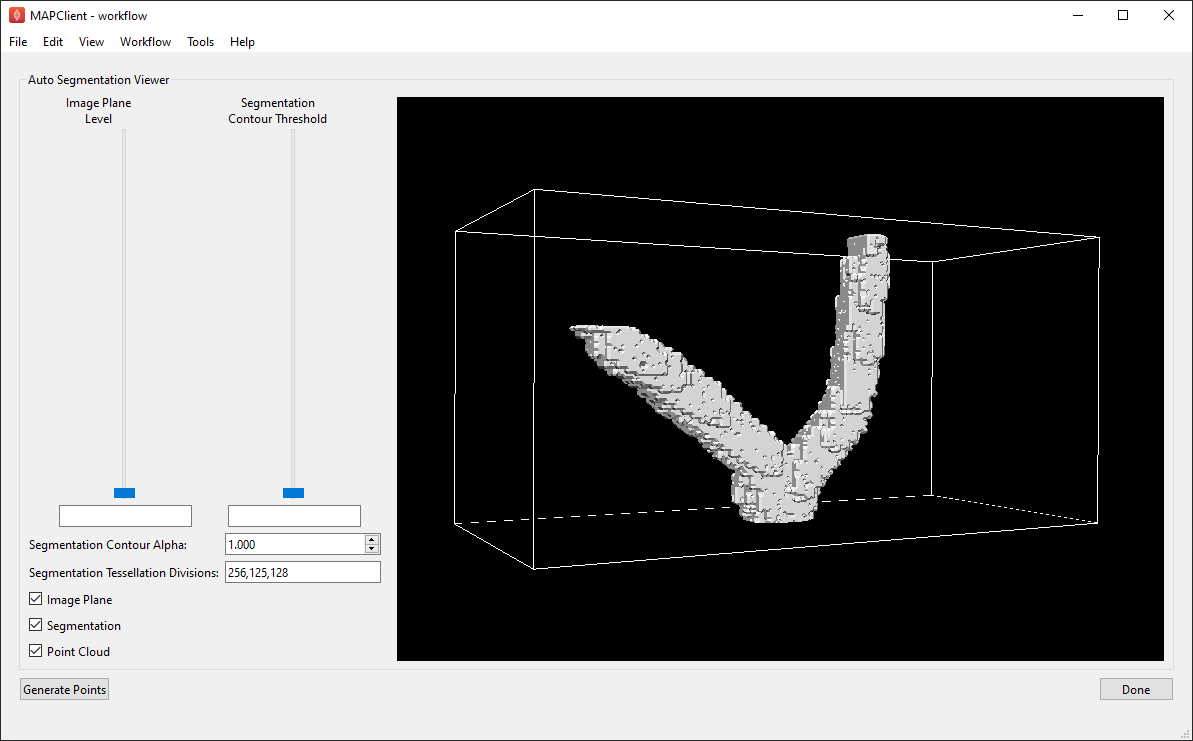 MAPClient - workflow
File Edit View Workflow Tools Help
Auto Segmentation Viewer
Image Plane
Level
Segmentation
Contour Threshold
Segmentation Contour Alpha: 1.000
Segmentation Tessellation Divisions: 256,125,128
Image Plane
Segmentation
Point Cloud
Generate Points
Done